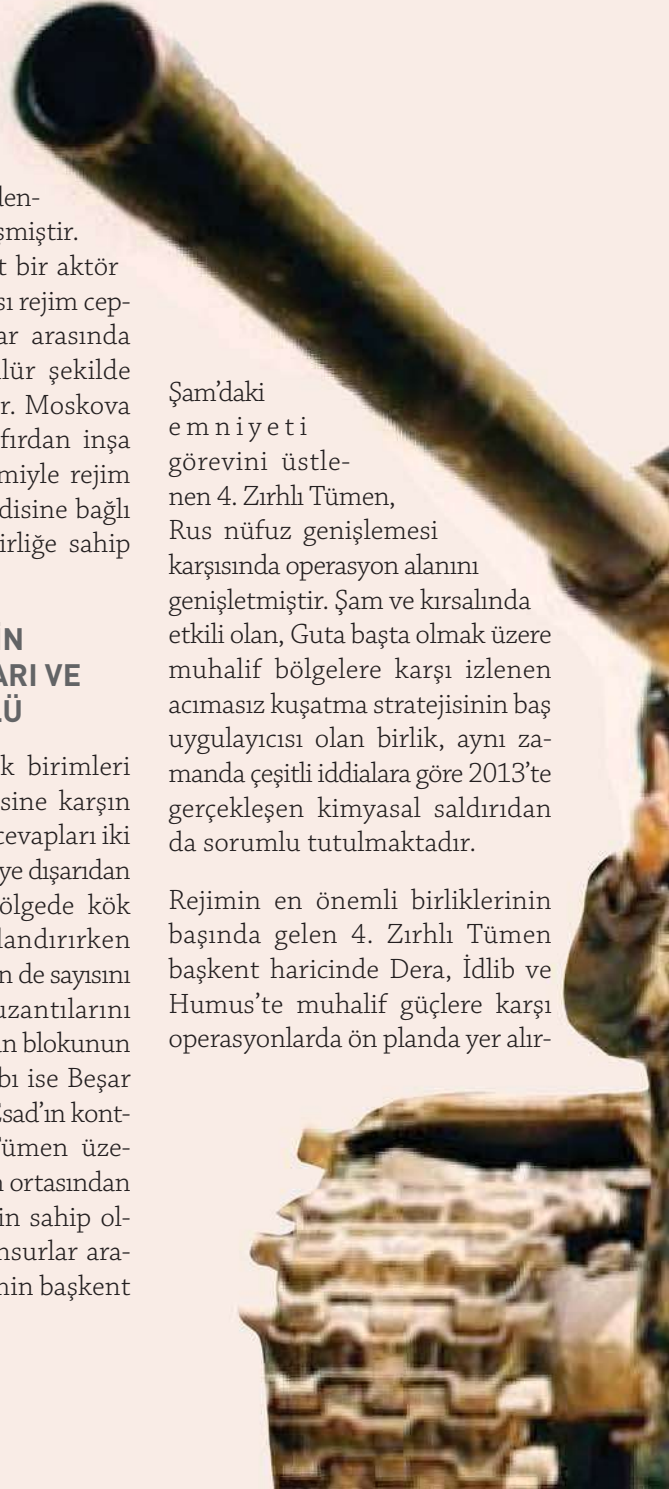 den-
şmiştir.
t bir aktör
sı rejim cep-
ar arasında
lür şekilde
r. Moskova
fırdan inşa
miyle rejim
disine bağlı
irliğe sahip
İN
ARI VE
LÜ
k birimleri
sine karşın
cevapları iki
ye dışarıdan
ölgede kök
landırırken
n de sayısını
uzantılarını
n blokunun
bı ise Beşar
Esad’ın kont-
Tümen üze-
n ortasından
in sahip ol-
nsurlar ara-
nin başkent
Şam’daki
emniyeti
görevini üstle-
nen 4. Zırhlı Tümen,
Rus nüfuz genişlemesi
karşısında operasyon alanını
genişletmiştir. Şam ve kırsalında
etkili olan, Guta başta olmak üzere
muhalif bölgelere karşı izlenen
acımasız kuşatma stratejisinin baş
uygulayıcısı olan birlik, aynı za-
manda çeşitli iddialara göre 2013’te
gerçekleşen kimyasal saldırıdan
da sorumlu tutulmaktadır.
Rejimin en önemli birliklerinin
başında gelen 4. Zırhlı Tümen
başkent haricinde Dera, İdlib ve
Humus’te muhalif güçlere karşı
operasyonlarda ön planda yer alır-